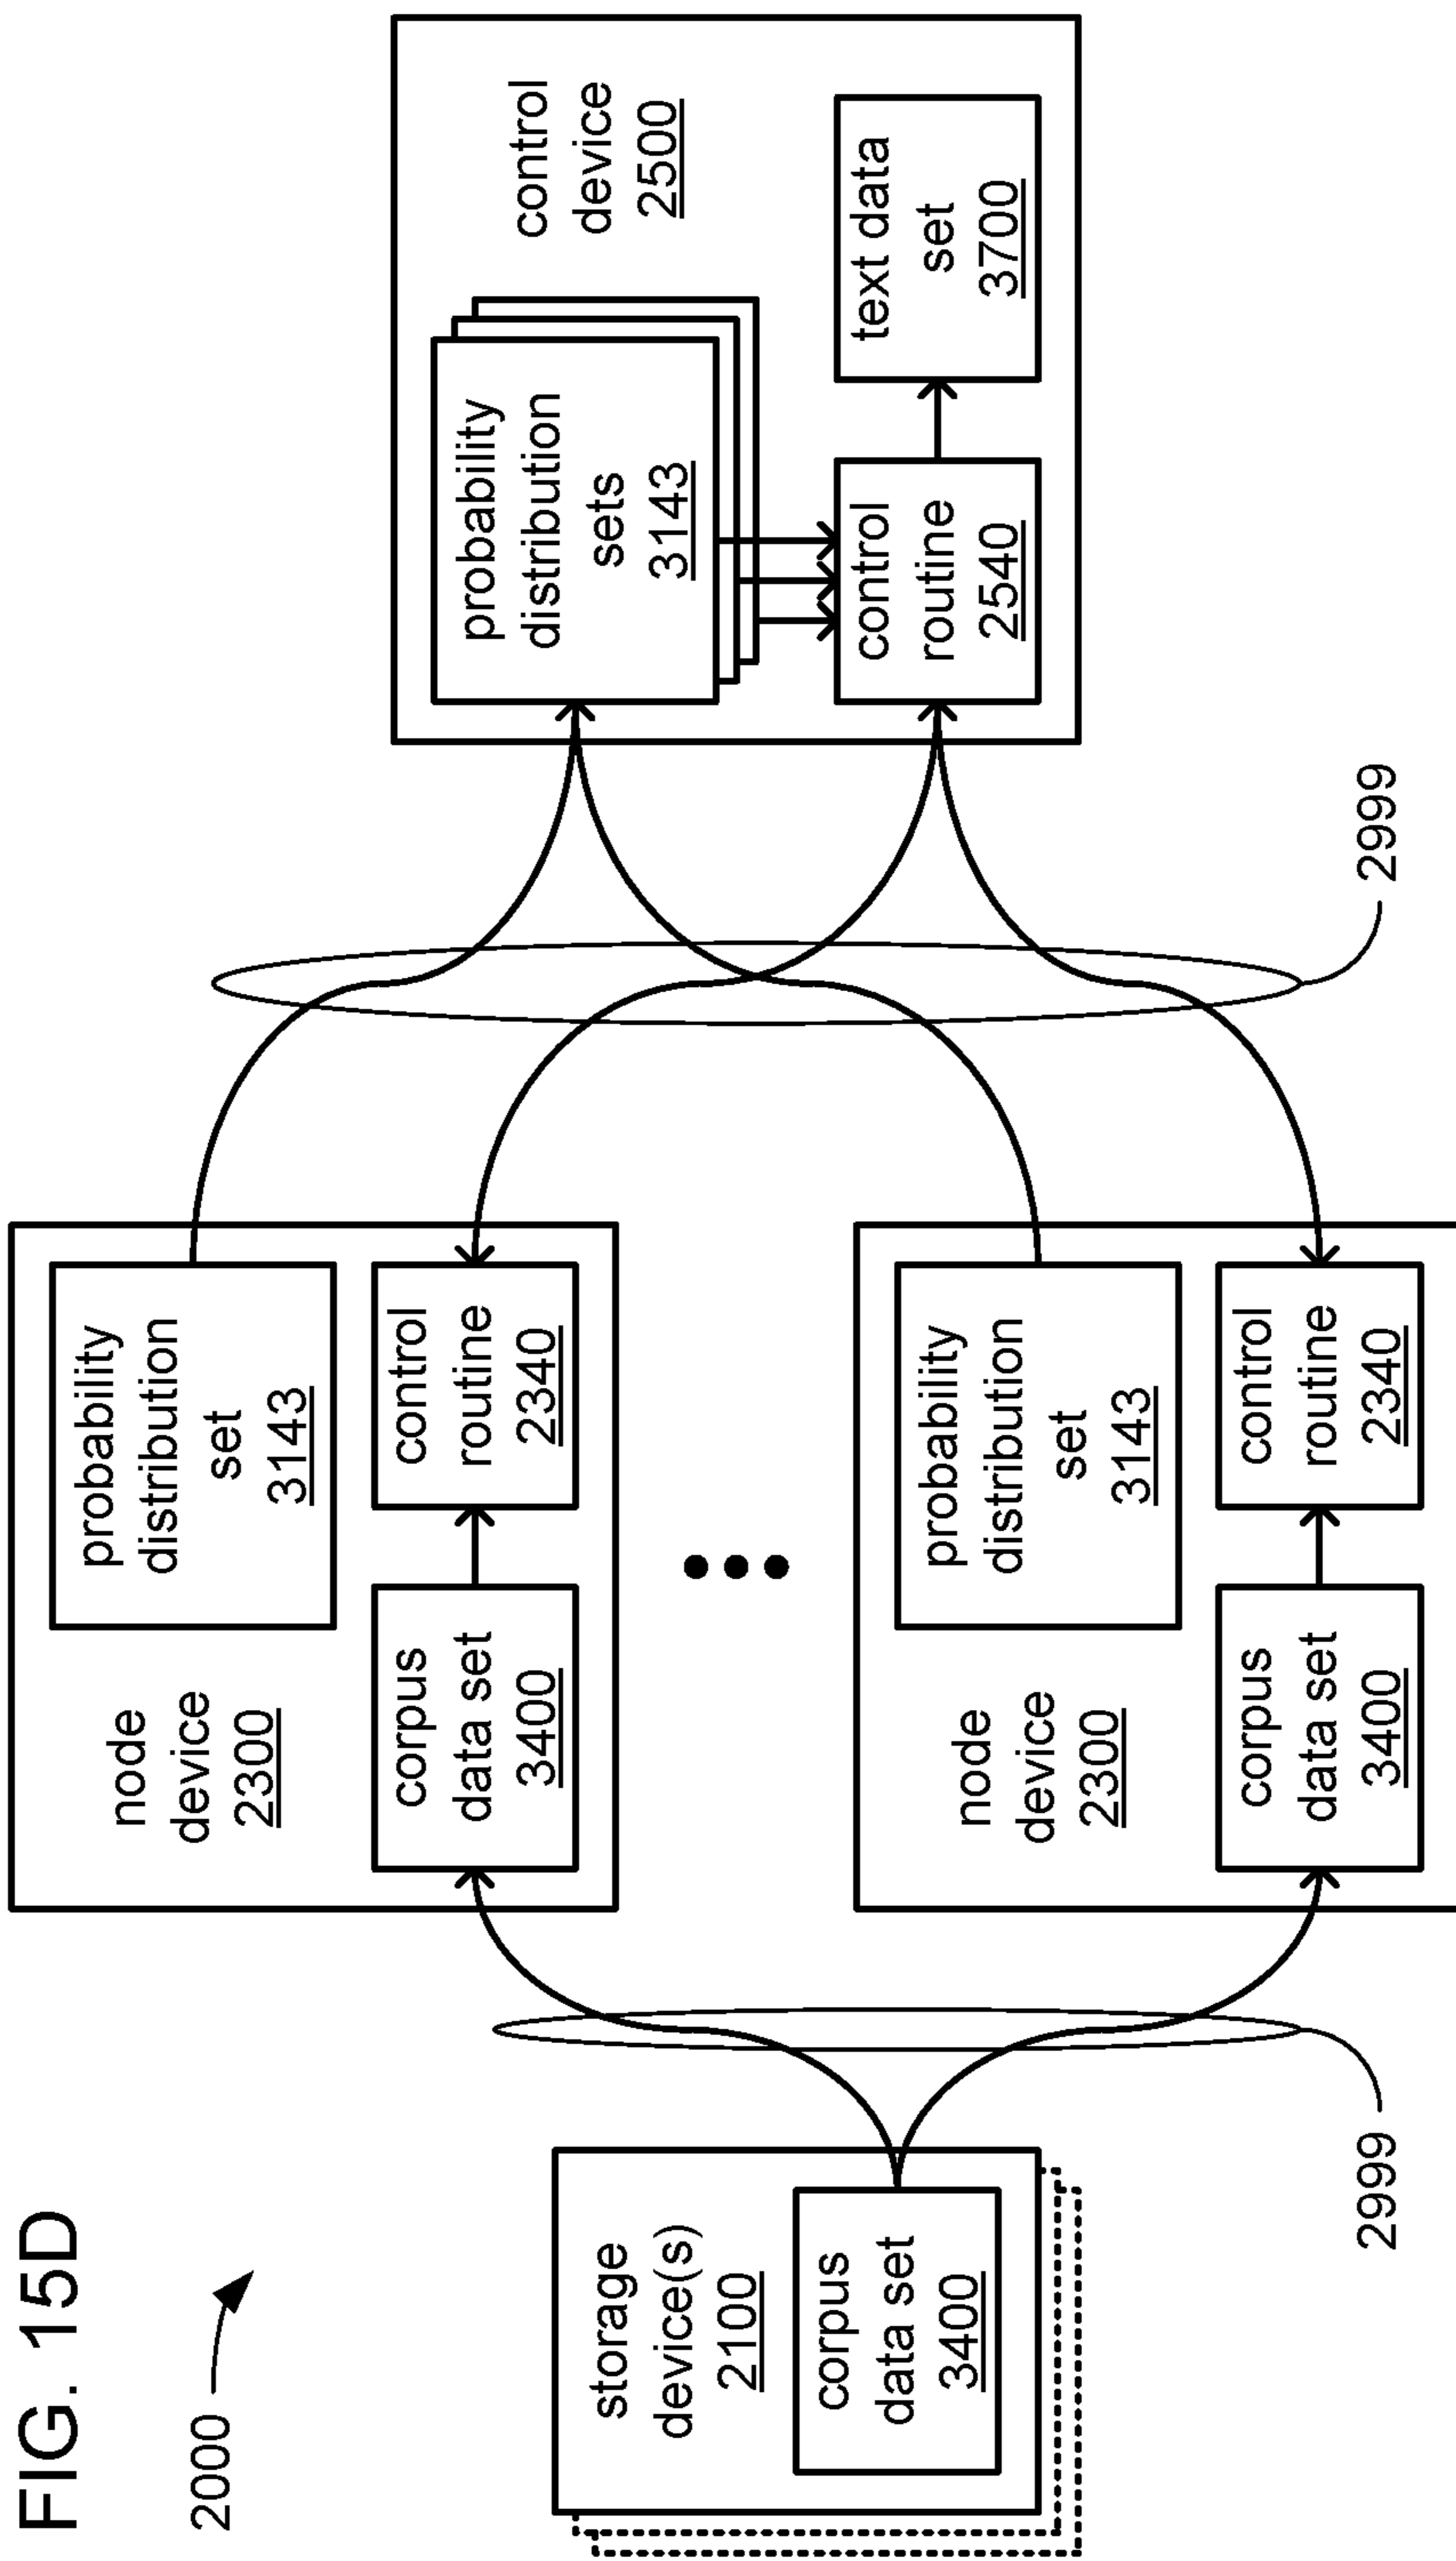 FIG. 15D
2000
storage
device(s)
2100
corpus
data set
3400
2999
node
device
2300
probability
distribution
set
3143
corpus
data set
3400
control
routine
2340
node
device
2300
probability
distribution
set
3143
corpus
data set
3400
control
routine
2340
2999
probability
distribution
sets
3143
control
device
2500
control
routine
2540
text data
set
3700